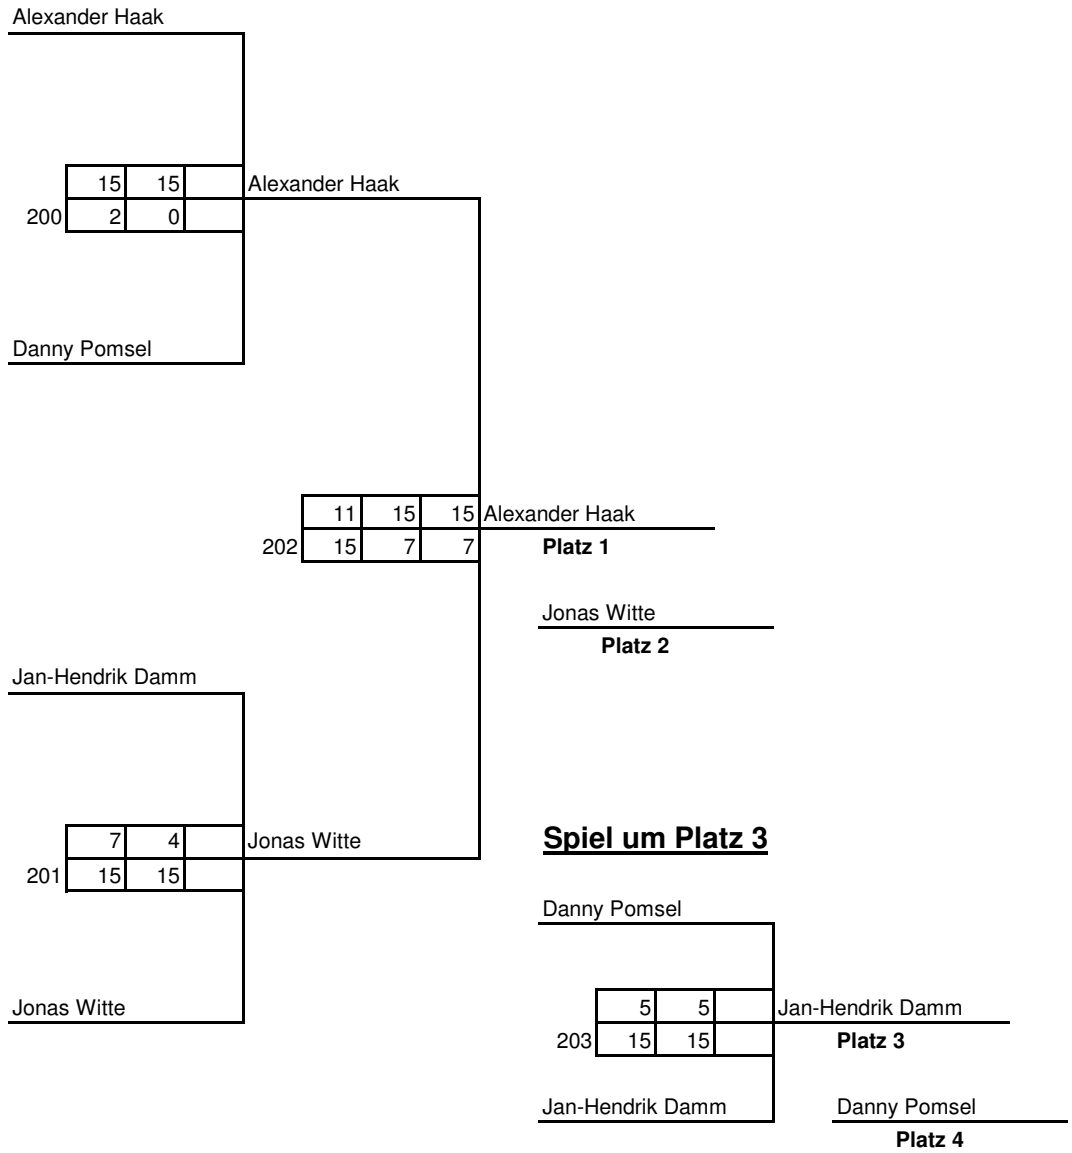 Alexander Haak
15 15 Alexander Haak
200 2 0
Danny Pomsel
11 15 15 Alexander Haak
202 15 7 7 Platz 1
Jonas Witte
Platz 2
Jan-Hendrik Damm
7 4 Jonas Witte
201 15 15
Jonas Witte
Spiel um Platz 3
Danny Pomsel
5 5 Jan-Hendrik Damm
203 15 15 Platz 3
Jan-Hendrik Damm
Danny Pomsel
Platz 4